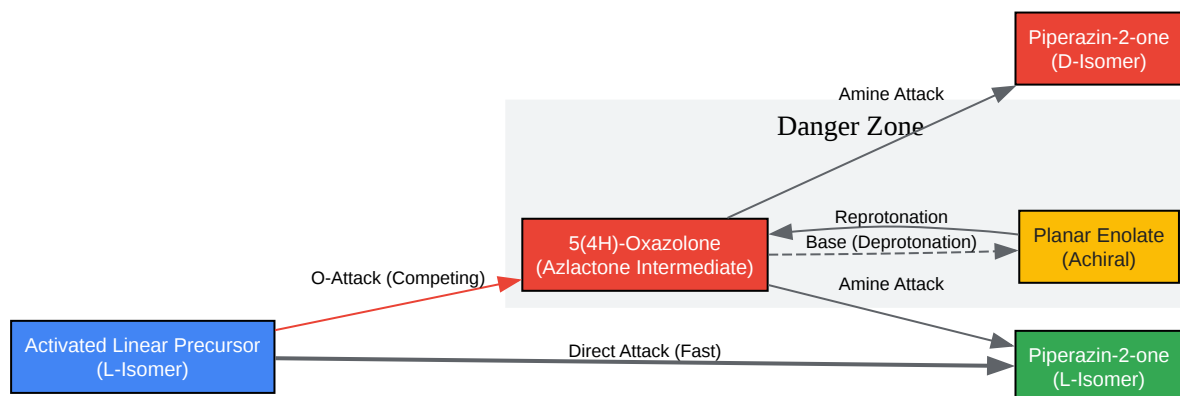 Piperazin-2-one
(D-Isomer)
Amine Attack
Danger Zone
5(4H)-Oxazolone
(Azlactone Intermediate)
Reprotonation
Base (Deprotonation)
Planar Enolate
(Achiral)
O-Attack (Competing)
Amine Attack
Activated Linear Precursor
(L-Isomer)
Direct Attack (Fast)
Piperazin-2-one
(L-Isomer)